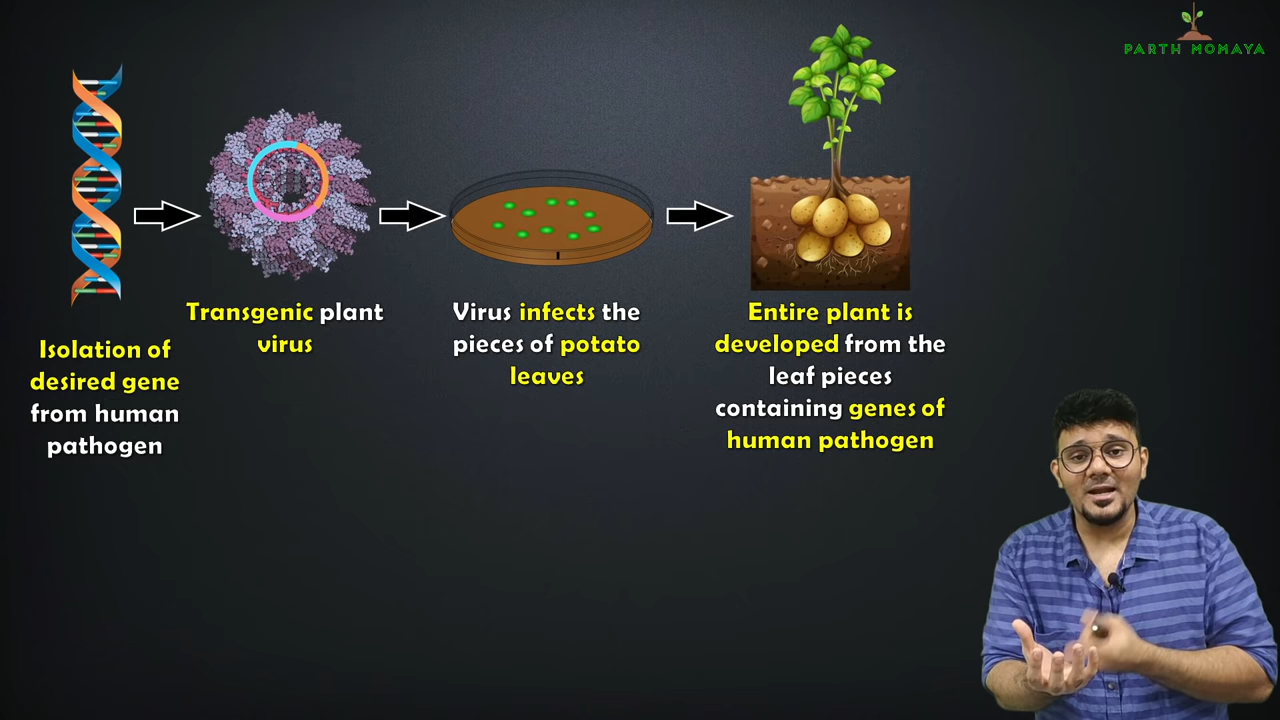 PARTH MOMAYA
Isolation of
desired gene
from human
pathogen
Transgenic plant
virus
Virus infects the
pieces of potato
leaves
Entire plant is
developed from the
leaf pieces
containing genes of
human pathogen